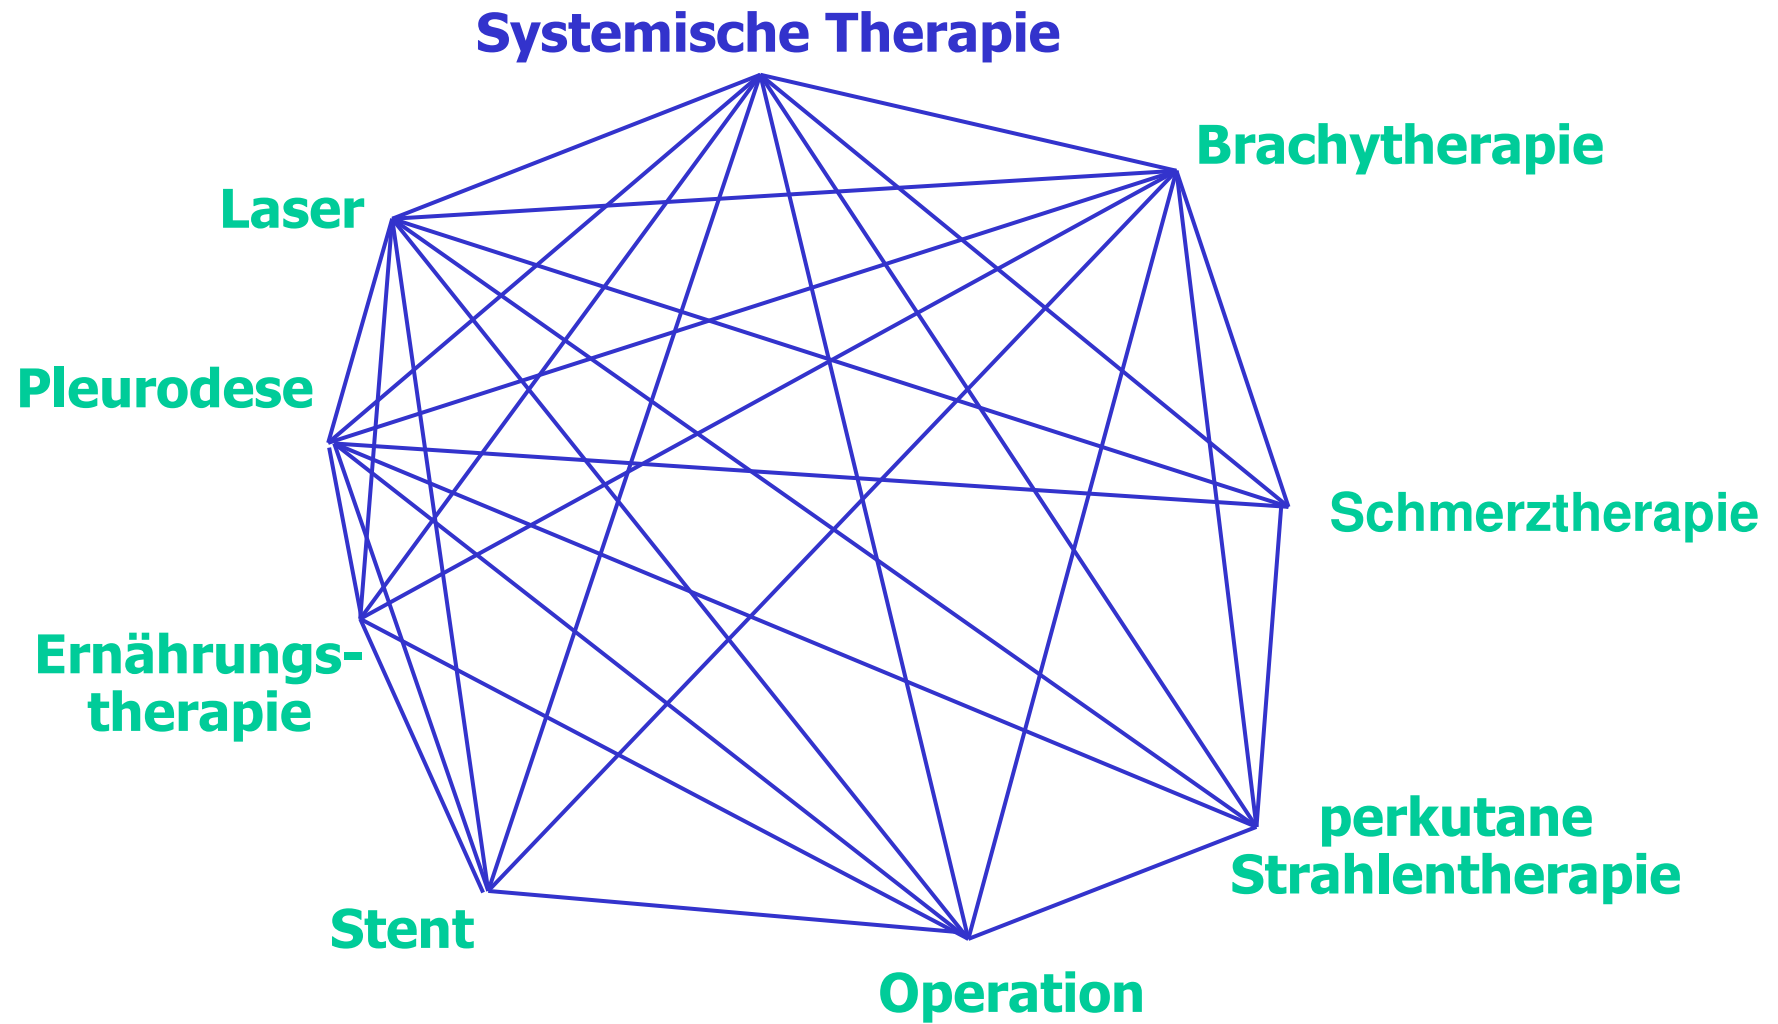 Systemische Therapie
Brachytherapie
Laser
Pleurodese
Schmerztherapie
Ernährungs-
therapie
perkutane
Strahlentherapie
Stent
Operation